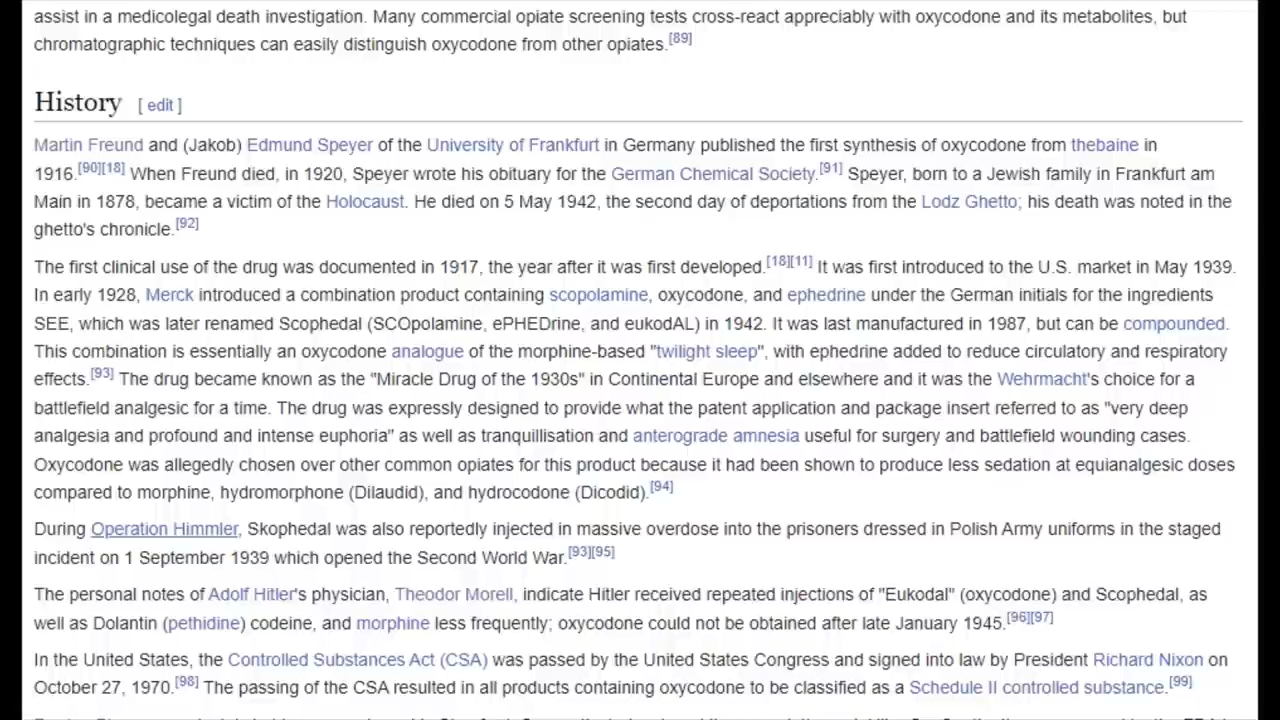 assist in a medicolegal death investigation. Many commercial opiate screening tests cross-react appreciably with oxycodone and its metabolites, but
chromatographic techniques can easily distinguish oxycodone from other opiates.[89]
History [ edit ]
Martin Freund and (Jakob) Edmund Speyer of the University of Frankfurt in Germany published the first synthesis of oxycodone from thebaine in
1916.[90][18] When Freund died, in 1920, Speyer wrote his obituary for the German Chemical Society.[91] Speyer, born to a Jewish family in Frankfurt am
Main in 1878, became a victim of the Holocaust. He died on 5 May 1942, the second day of deportations from the Lodz Ghetto; his death was noted in the
ghetto's chronicle.[92]
The first clinical use of the drug was documented in 1917, the year after it was first developed.[18][11] It was first introduced to the U.S. market in May 1939.
In early 1928, Merck introduced a combination product containing scopolamine, oxycodone, and ephedrine under the German initials for the ingredients
SEE, which was later renamed Scophedal (SCOpolamine, ePHEDrine, and eukodAL) in 1942. It was last manufactured in 1987, but can be compounded.
This combination is essentially an oxycodone analogue of the morphine-based "twilight sleep", with ephedrine added to reduce circulatory and respiratory
effects.[93] The drug became known as the "Miracle Drug of the 1930s" in Continental Europe and elsewhere and it was the Wehrmacht's choice for a
battlefield analgesic for a time. The drug was expressly designed to provide what the patent application and package insert referred to as "very deep
analgesia and profound and intense euphoria" as well as tranquillisation and anterograde amnesia useful for surgery and battlefield wounding cases.
Oxycodone was allegedly chosen over other common opiates for this product because it had been shown to produce less sedation at equianalgesic doses
compared to morphine, hydromorphone (Dilaudid), and hydrocodone (Dicodid).[94]
During Operation Himmler, Skophedal was also reportedly injected in massive overdose into the prisoners dressed in Polish Army uniforms in the staged
incident on 1 September 1939 which opened the Second World War.[93][95]
The personal notes of Adolf Hitler's physician, Theodor Morell, indicate Hitler received repeated injections of "Eukodal" (oxycodone) and Scophedal, as
well as Dolantin (pethidine) codeine, and morphine less frequently; oxycodone could not be obtained after late January 1945.[96][97]
In the United States, the Controlled Substances Act (CSA) was passed by the United States Congress and signed into law by President Richard Nixon on
October 27, 1970.[98] The passing of the CSA resulted in all products containing oxycodone to be classified as a Schedule II controlled substance.[99]